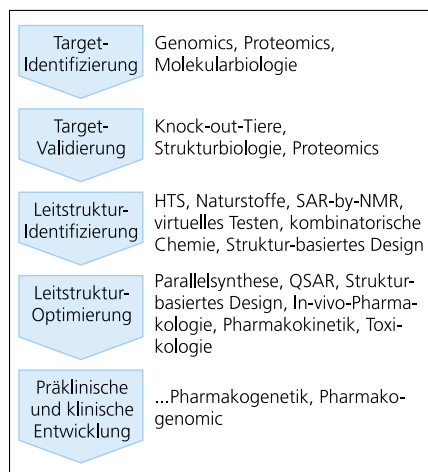 Target-
Identifizierung
Genomics, Proteomics,
Molekularbiologie
Target-
Validierung
Knock-out-Tiere,
Strukturbiologie, Proteomics
Leitstruktur-
Identifizierung
HTS, Naturstoffe, SAR-by-NMR,
virtuelles Testen, kombinatorische
Chemie, Struktur-basiertes Design
Leitstruktur-
Optimierung
Parallelsynthese, QSAR, Struktur-
basiertes Design, In-vivo-Pharma-
kologie, Pharmakokinetik, Toxi-
kologie
Präklinische
und klinische
Entwicklung
...Pharmakogenetik, Pharmako-
genomic